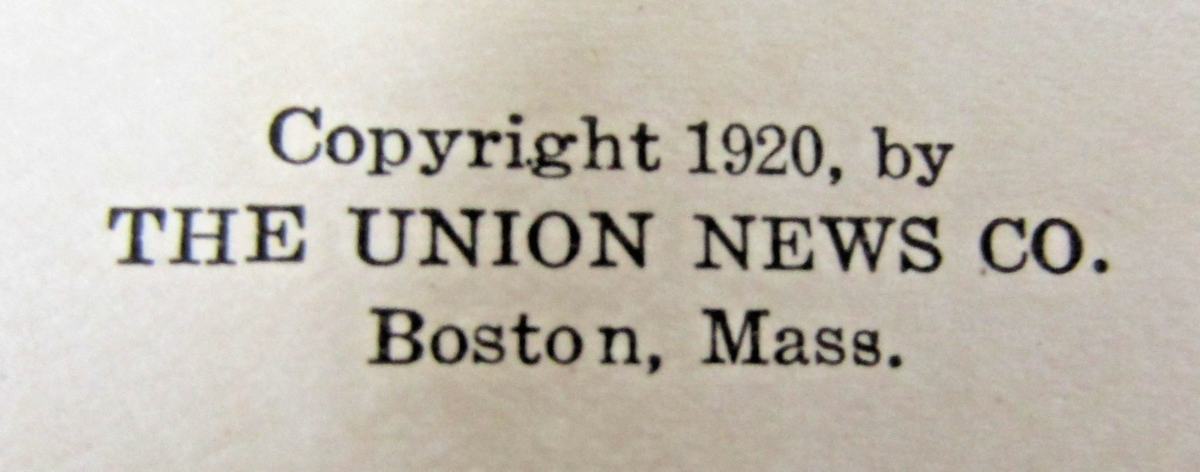 Copyright 1920, by
THE UNION NEWS CO.
Boston, Mass.